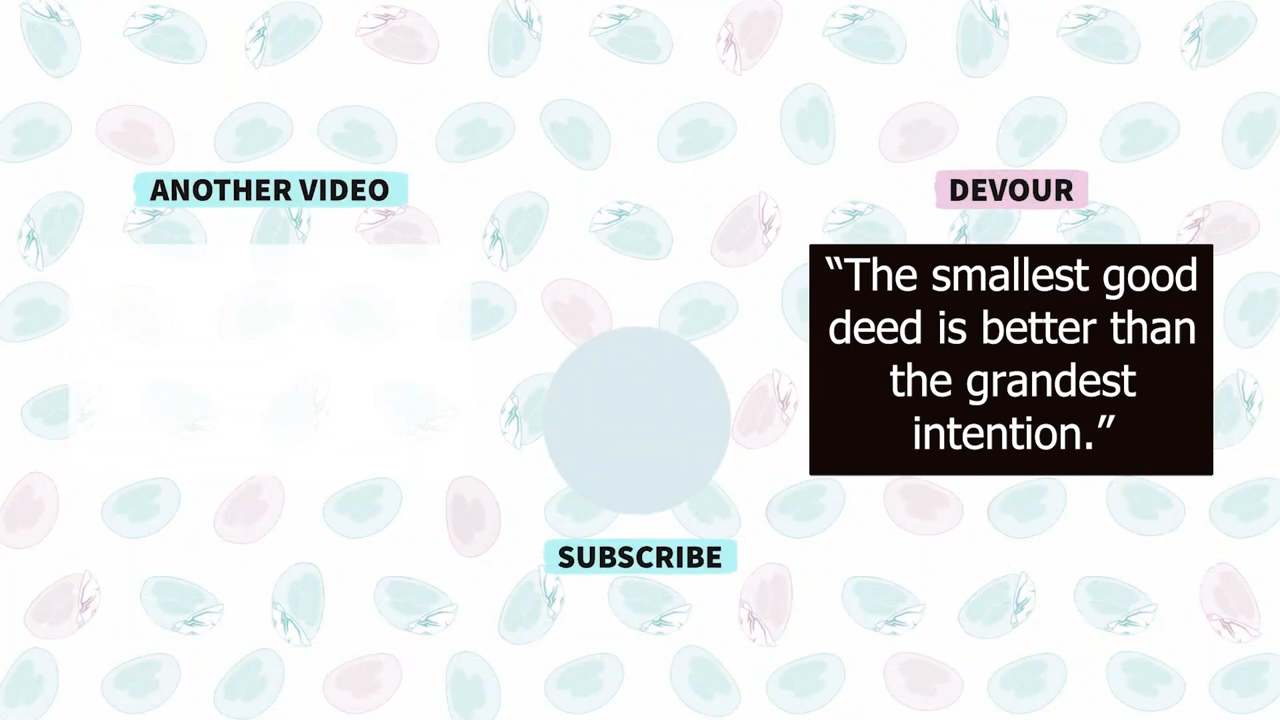 ANOTHER VIDEO
DEVOUR
“The smallest good
deed is better than
the grandest
intention.”
SUBSCRIBE